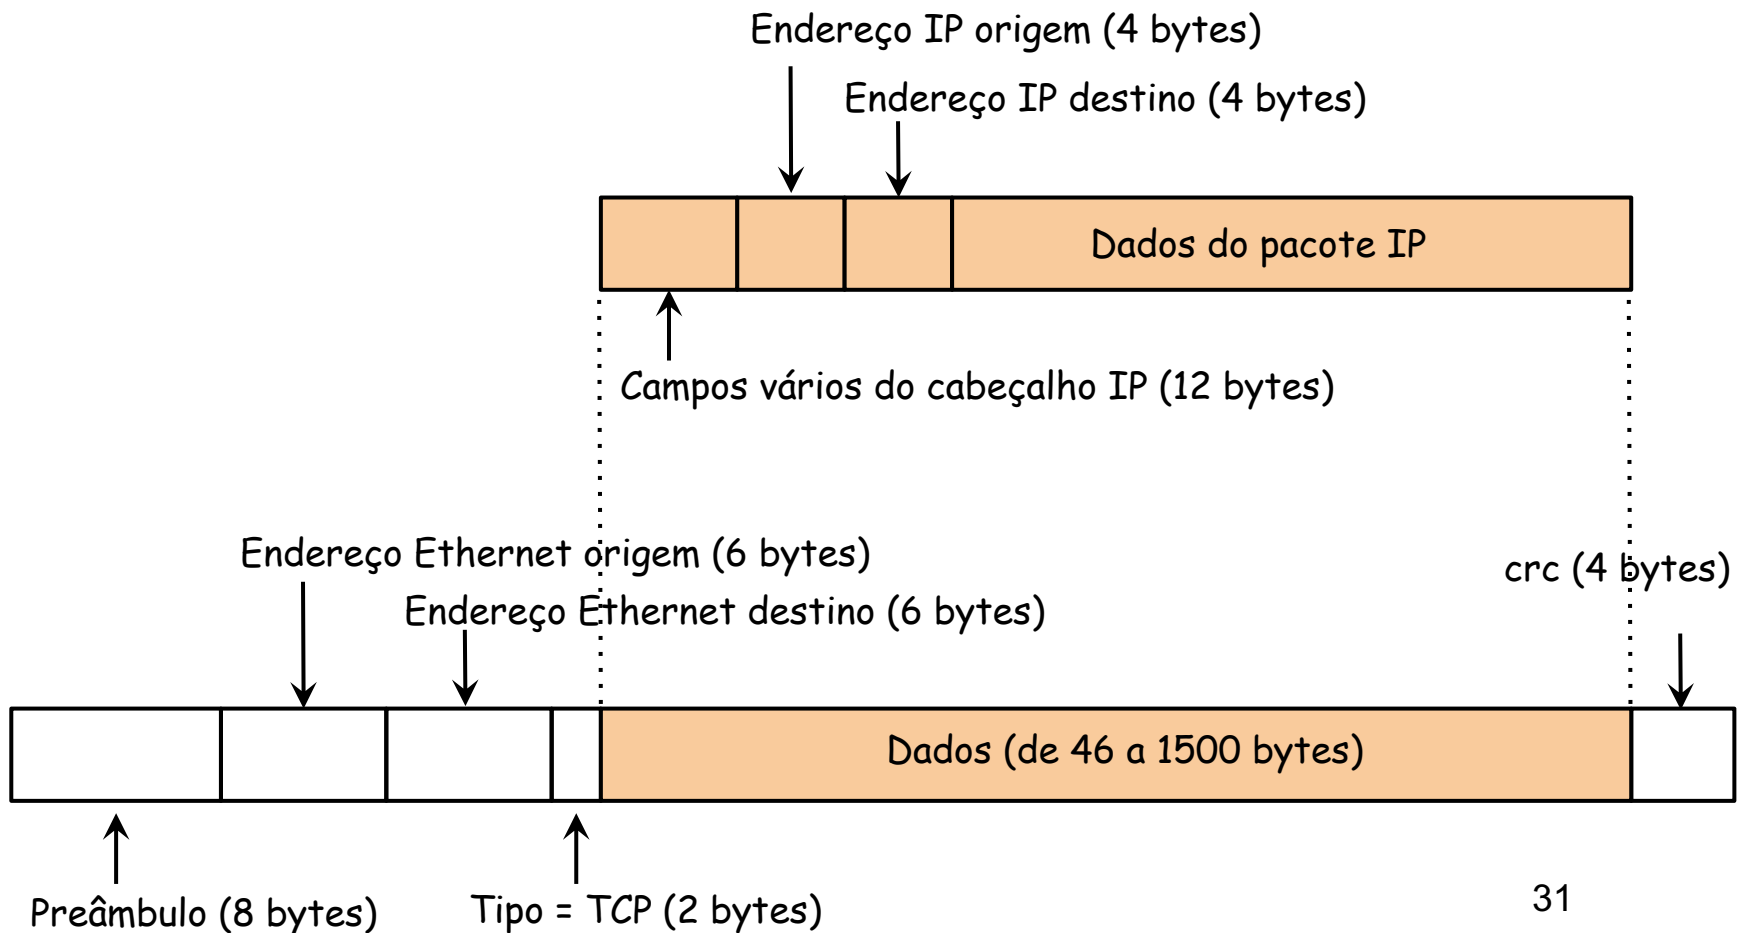 Endereço IP origem (4 bytes)
Endereço IP destino (4 bytes)
Dados do pacote IP
Campos vários do cabeçalho IP (12 bytes)
Endereço Ethernet origem (6 bytes)
crc (4 bytes)
Endereço Ethernet destino (6 bytes)
Dados (de 46 a 1500 bytes)
Preâmbulo (8 bytes)
Tipo = TCP (2 bytes)
31